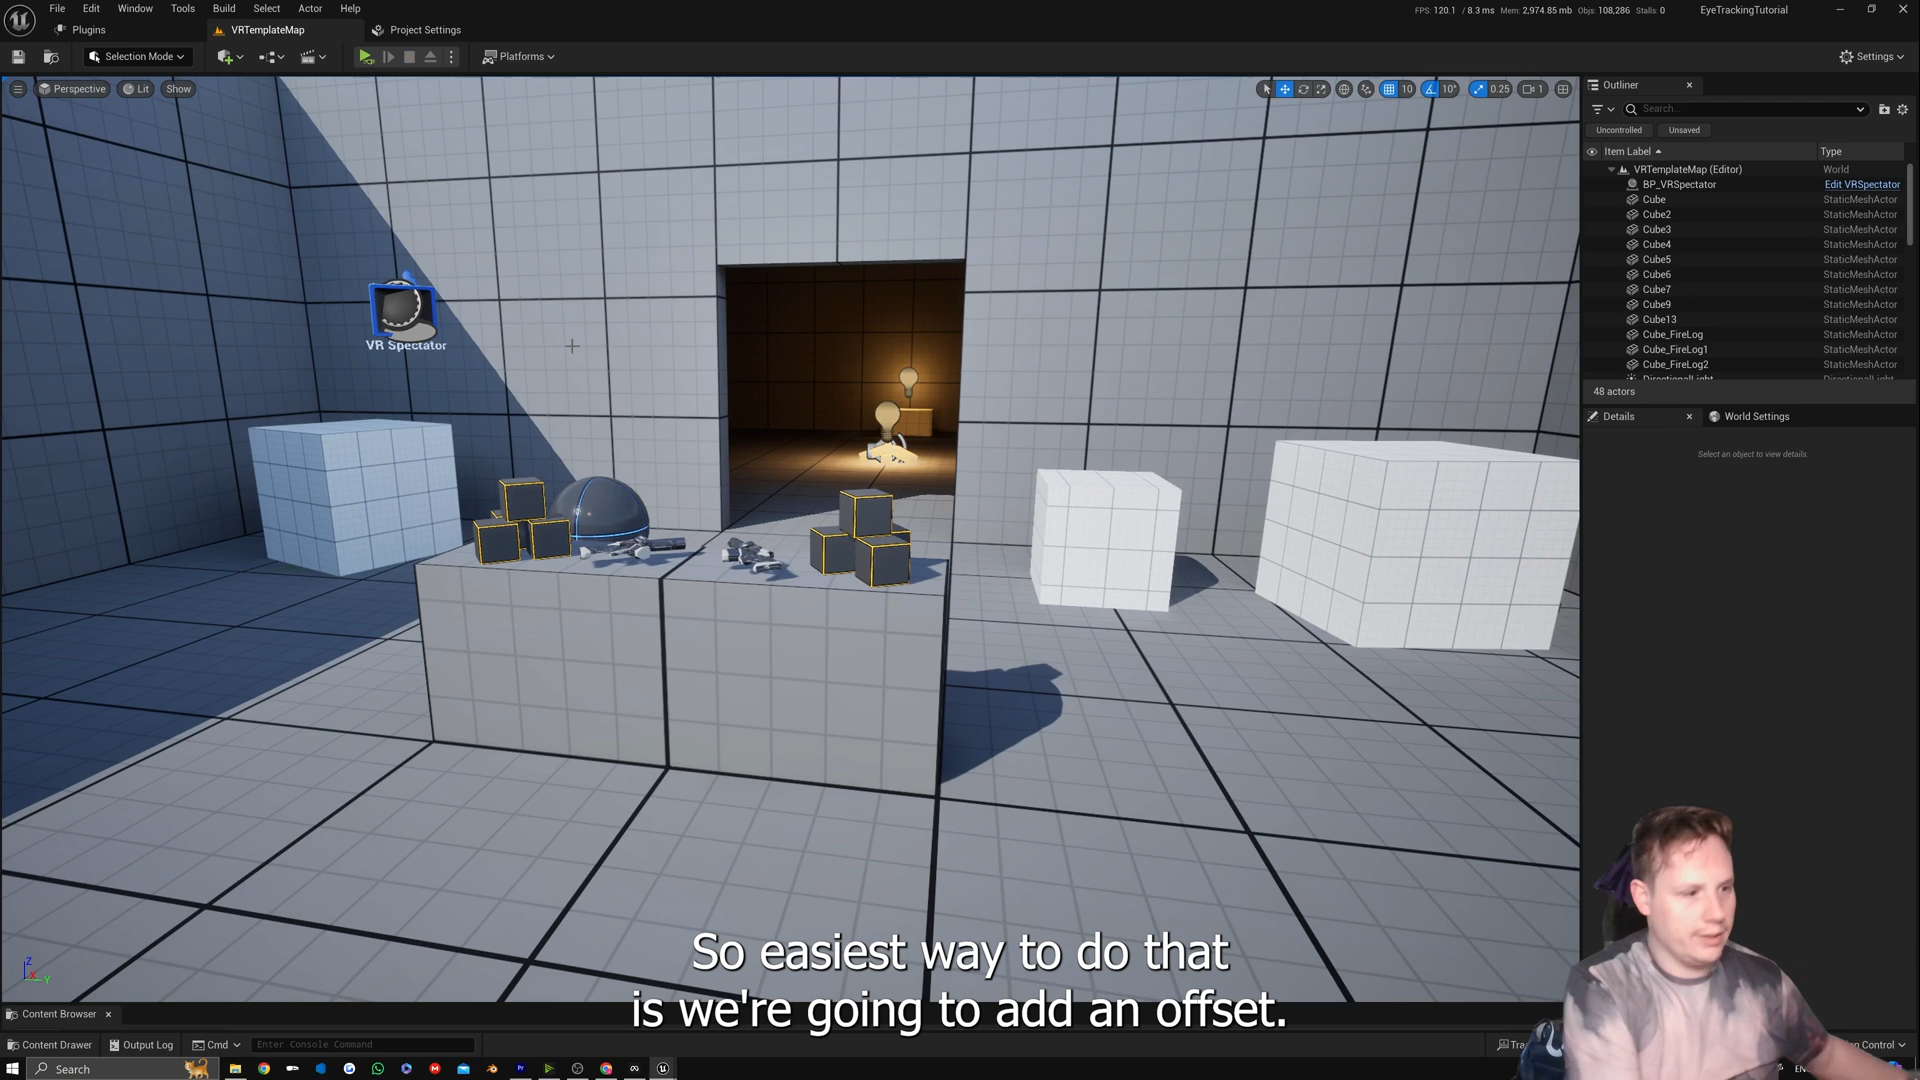 File Edit Window Tools Build Select Actor Help
FPS: 120.1 / 8.3 ms Mem: 2,974.85 mb Objs: 108,286 Stalls: 0
EyeTrackingTutorial
Plugins
VRTemplateMap
Project Settings
Selection Mode
Platforms
Settings
Perspective
Lit
Show
10
10°
0.25
1
Outliner
Search...
Uncontrolled
Unsaved
Item Label
Type
VRTemplateMap (Editor) World
BP_VRSpectator Edit VRSpectator
Cube StaticMeshActor
Cube2 StaticMeshActor
Cube3 StaticMeshActor
Cube4 StaticMeshActor
Cube5 StaticMeshActor
Cube6 StaticMeshActor
Cube7 StaticMeshActor
Cube9 StaticMeshActor
Cube13 StaticMeshActor
Cube_FireLog StaticMeshActor
Cube_FireLog1 StaticMeshActor
Cube_FireLog2 StaticMeshActor
DirectionalLight DirectionalLight
48 actors
Details
World Settings
Select an object to view details.
VR Spectator
Z
X
Y
So easiest way to do that
is we're going to add an offset.
Content Browser
Content Drawer
Output Log
Cmd
Enter Console Command
Search